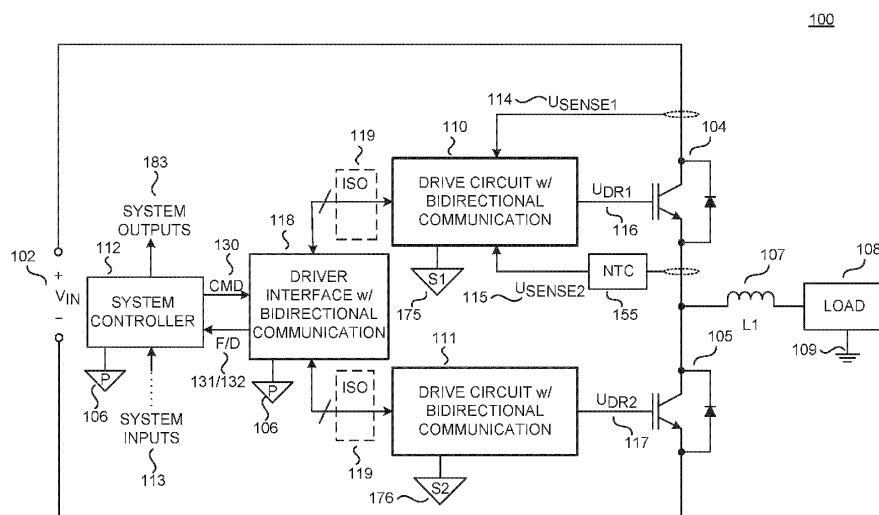 100
114
USENSE1
110
104
119
ISO
183
SYSTEM
OUTPUTS
DRIVE CIRCUIT w/
BIDIRECTIONAL
COMMUNICATION
UDR1
116
118
112
130
102
+
VIN
−
CMD
SYSTEM
CONTROLLER
DRIVER
INTERFACE w/
BIDIRECTIONAL
COMMUNICATION
S1
175
115
USENSE2
NTC
155
107
L1
108
LOAD
109
F/D
131/132
P
106
P
106
SYSTEM
INPUTS
113
111
105
ISO
119
DRIVE CIRCUIT w/
BIDIRECTIONAL
COMMUNICATION
UDR2
117
S2
176